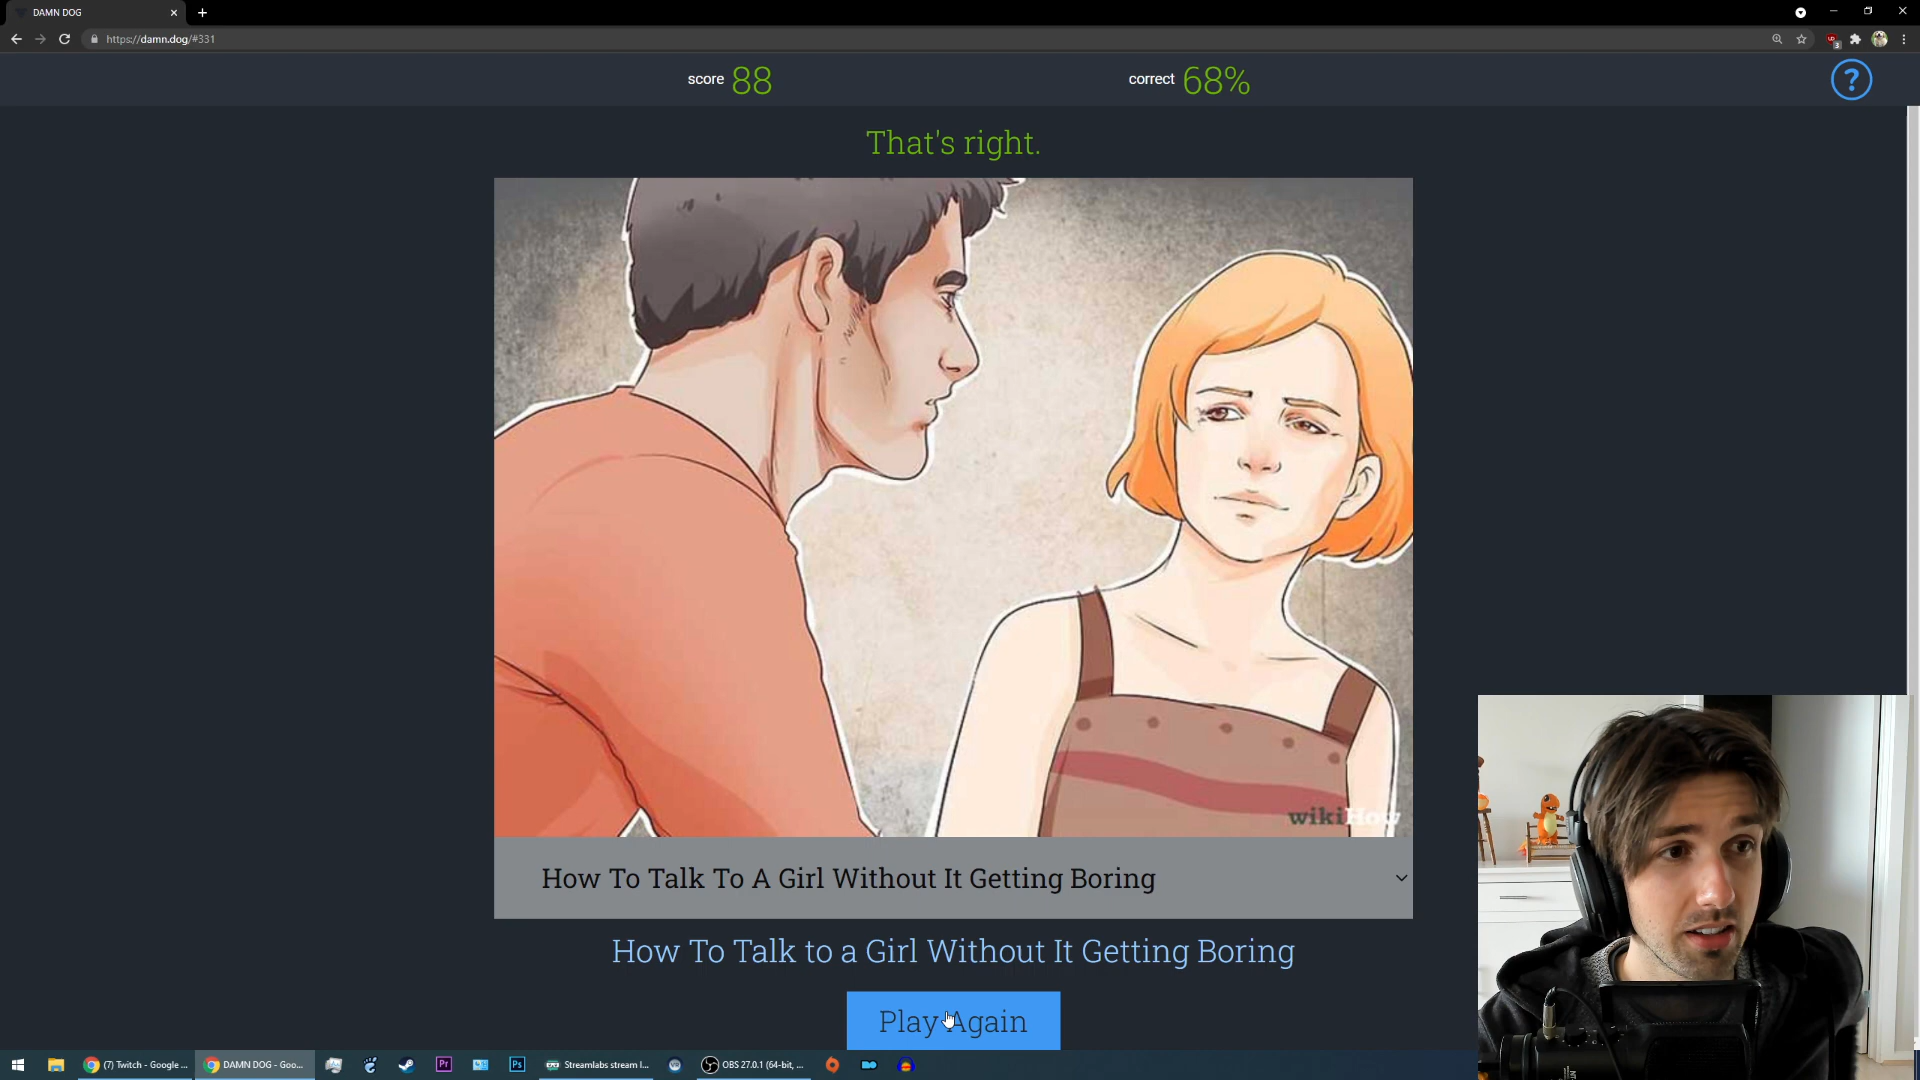 DAMN DOG
https://damn.dog/#331
score 88
correct 68%
?
That's right.
wikiHow
How To Talk To A Girl Without It Getting Boring
How To Talk to a Girl Without It Getting Boring
Play Again
(7) Twitch - Google ...
DAMN DOG - Goo...
Pr
Ps
Streamlabs stream l...
OBS 27.0.1 (64-bit, ...